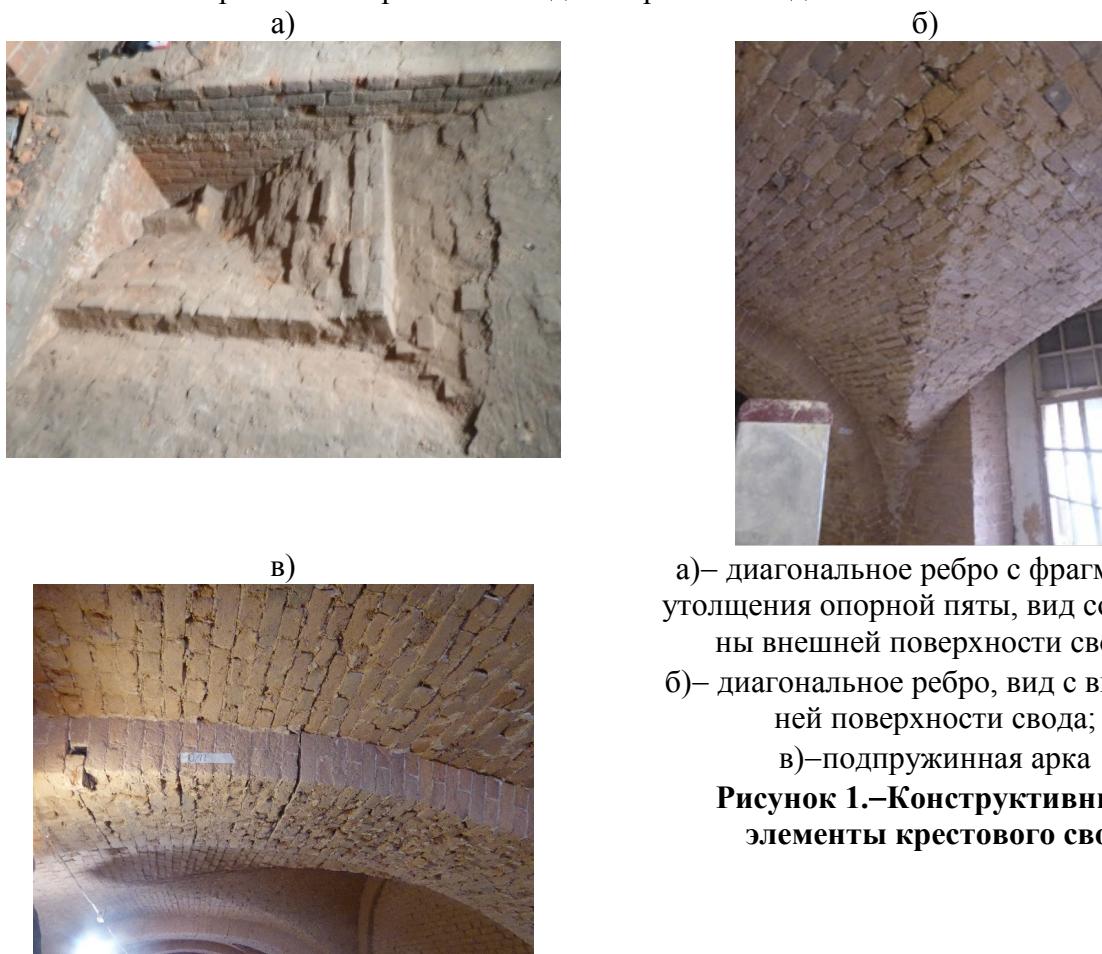 а)
б)
в)
а)– диагональное ребро с фрагм
утолщения опорной пяты, вид со
ны внешней поверхности св
б)– диагональное ребро, вид с в
ней поверхности свода;
в)–подпружинная арка
Рисунок 1.–Конструктивн
элементы крестового сво